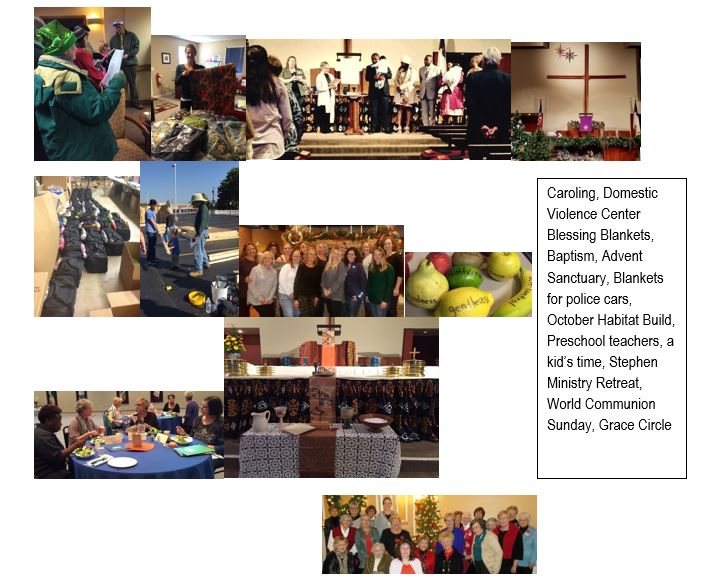 Caroling, Domestic
Violence Center
Blessing Blankets,
Baptism, Advent
Sanctuary, Blankets
for police cars,
October Habitat Build,
Preschool teachers, a
kid’s time, Stephen
Ministry Retreat,
World Communion
Sunday, Grace Circle
kindness
gentleness